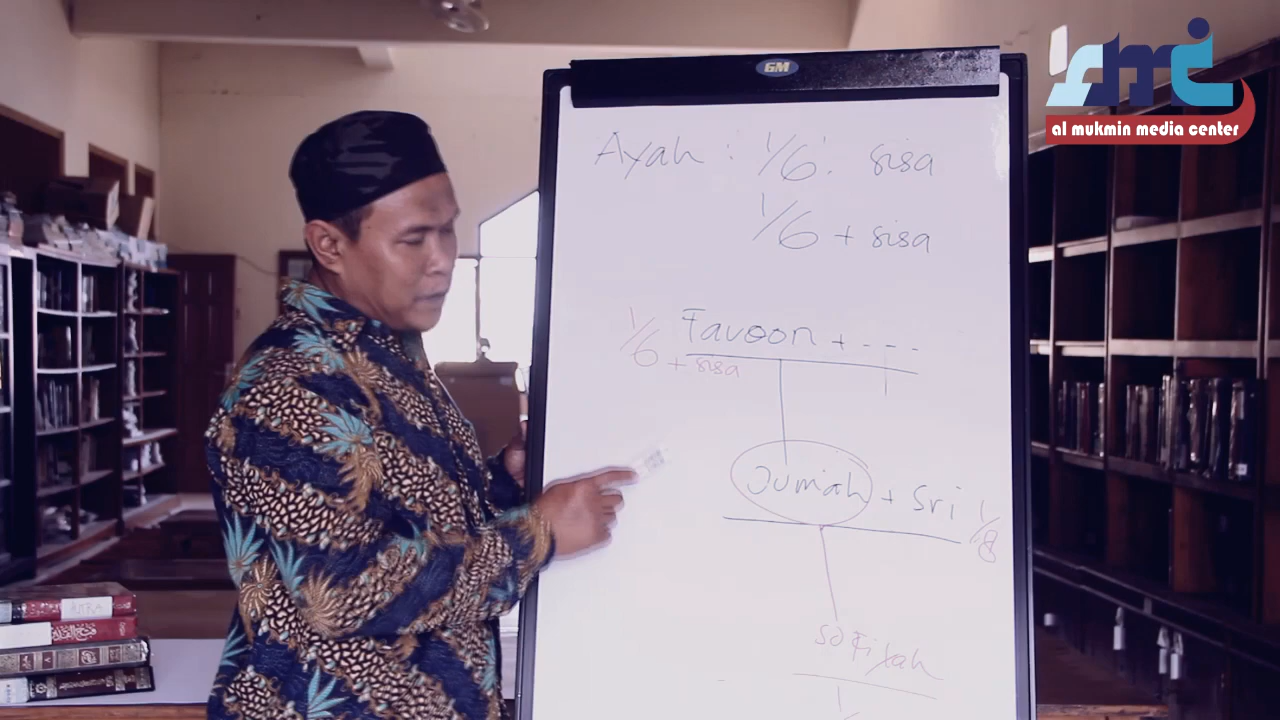 GM
al mukmin media center
Ayah : 1/6. sisa
1/6 + sisa
Favoon + ---
1/6 + sisa
Jumiah + Sri 1/8
Sofiyah